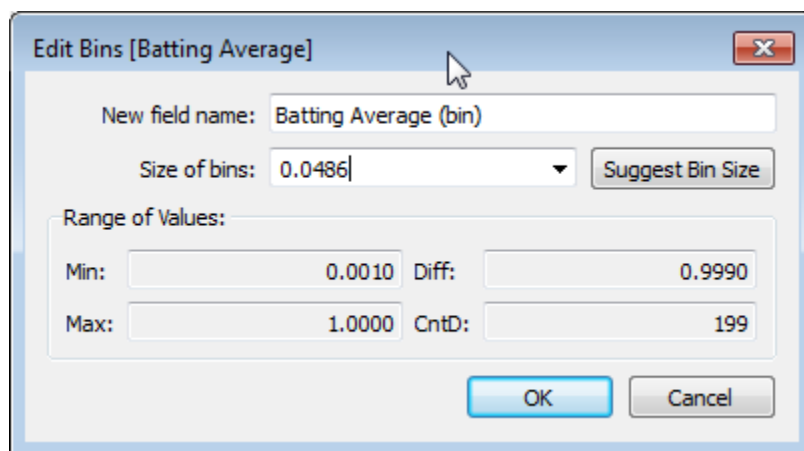 Edit Bins [Batting Average]
New field name: Batting Average (bin)
Size of bins: 0.0486 Suggest Bin Size
Range of Values:
Min: 0.0010 Diff: 0.9990
Max: 1.0000 CntD: 199
OK Cancel